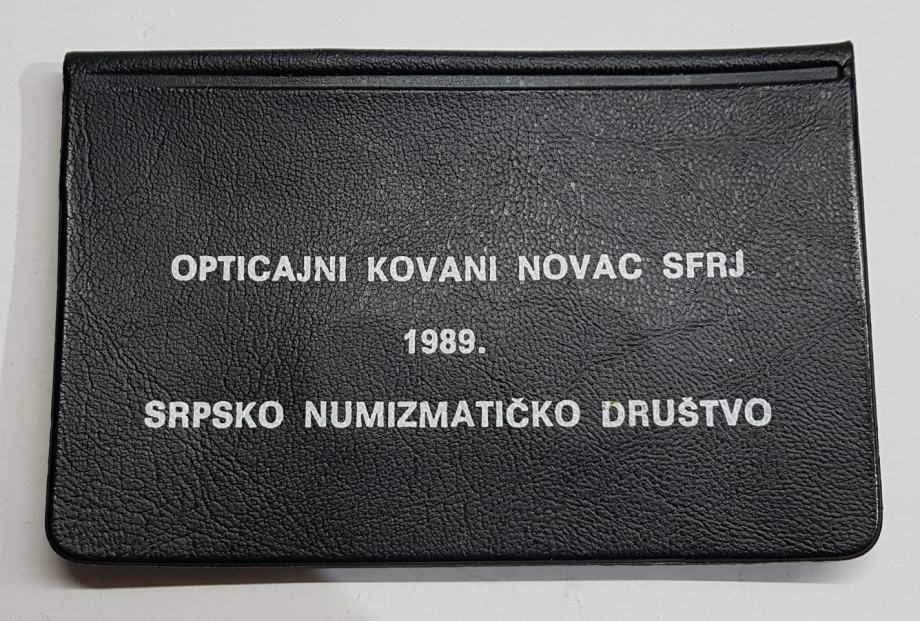 OPTICAJNI KOVANI NOVAC SFRJ
1989.
SRPSKO NUMIZMATIČKO DRUŠTVO